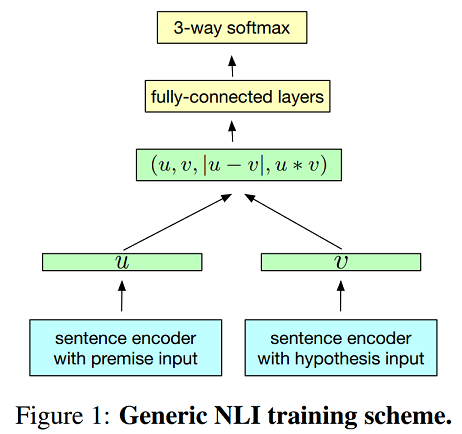 3-way softmax
fully-connected layers
(u, v, |u − v|, u ∗ v)
u
v
sentence encoder
with premise input
sentence encoder
with hypothesis input
Figure 1: Generic NLI training scheme.